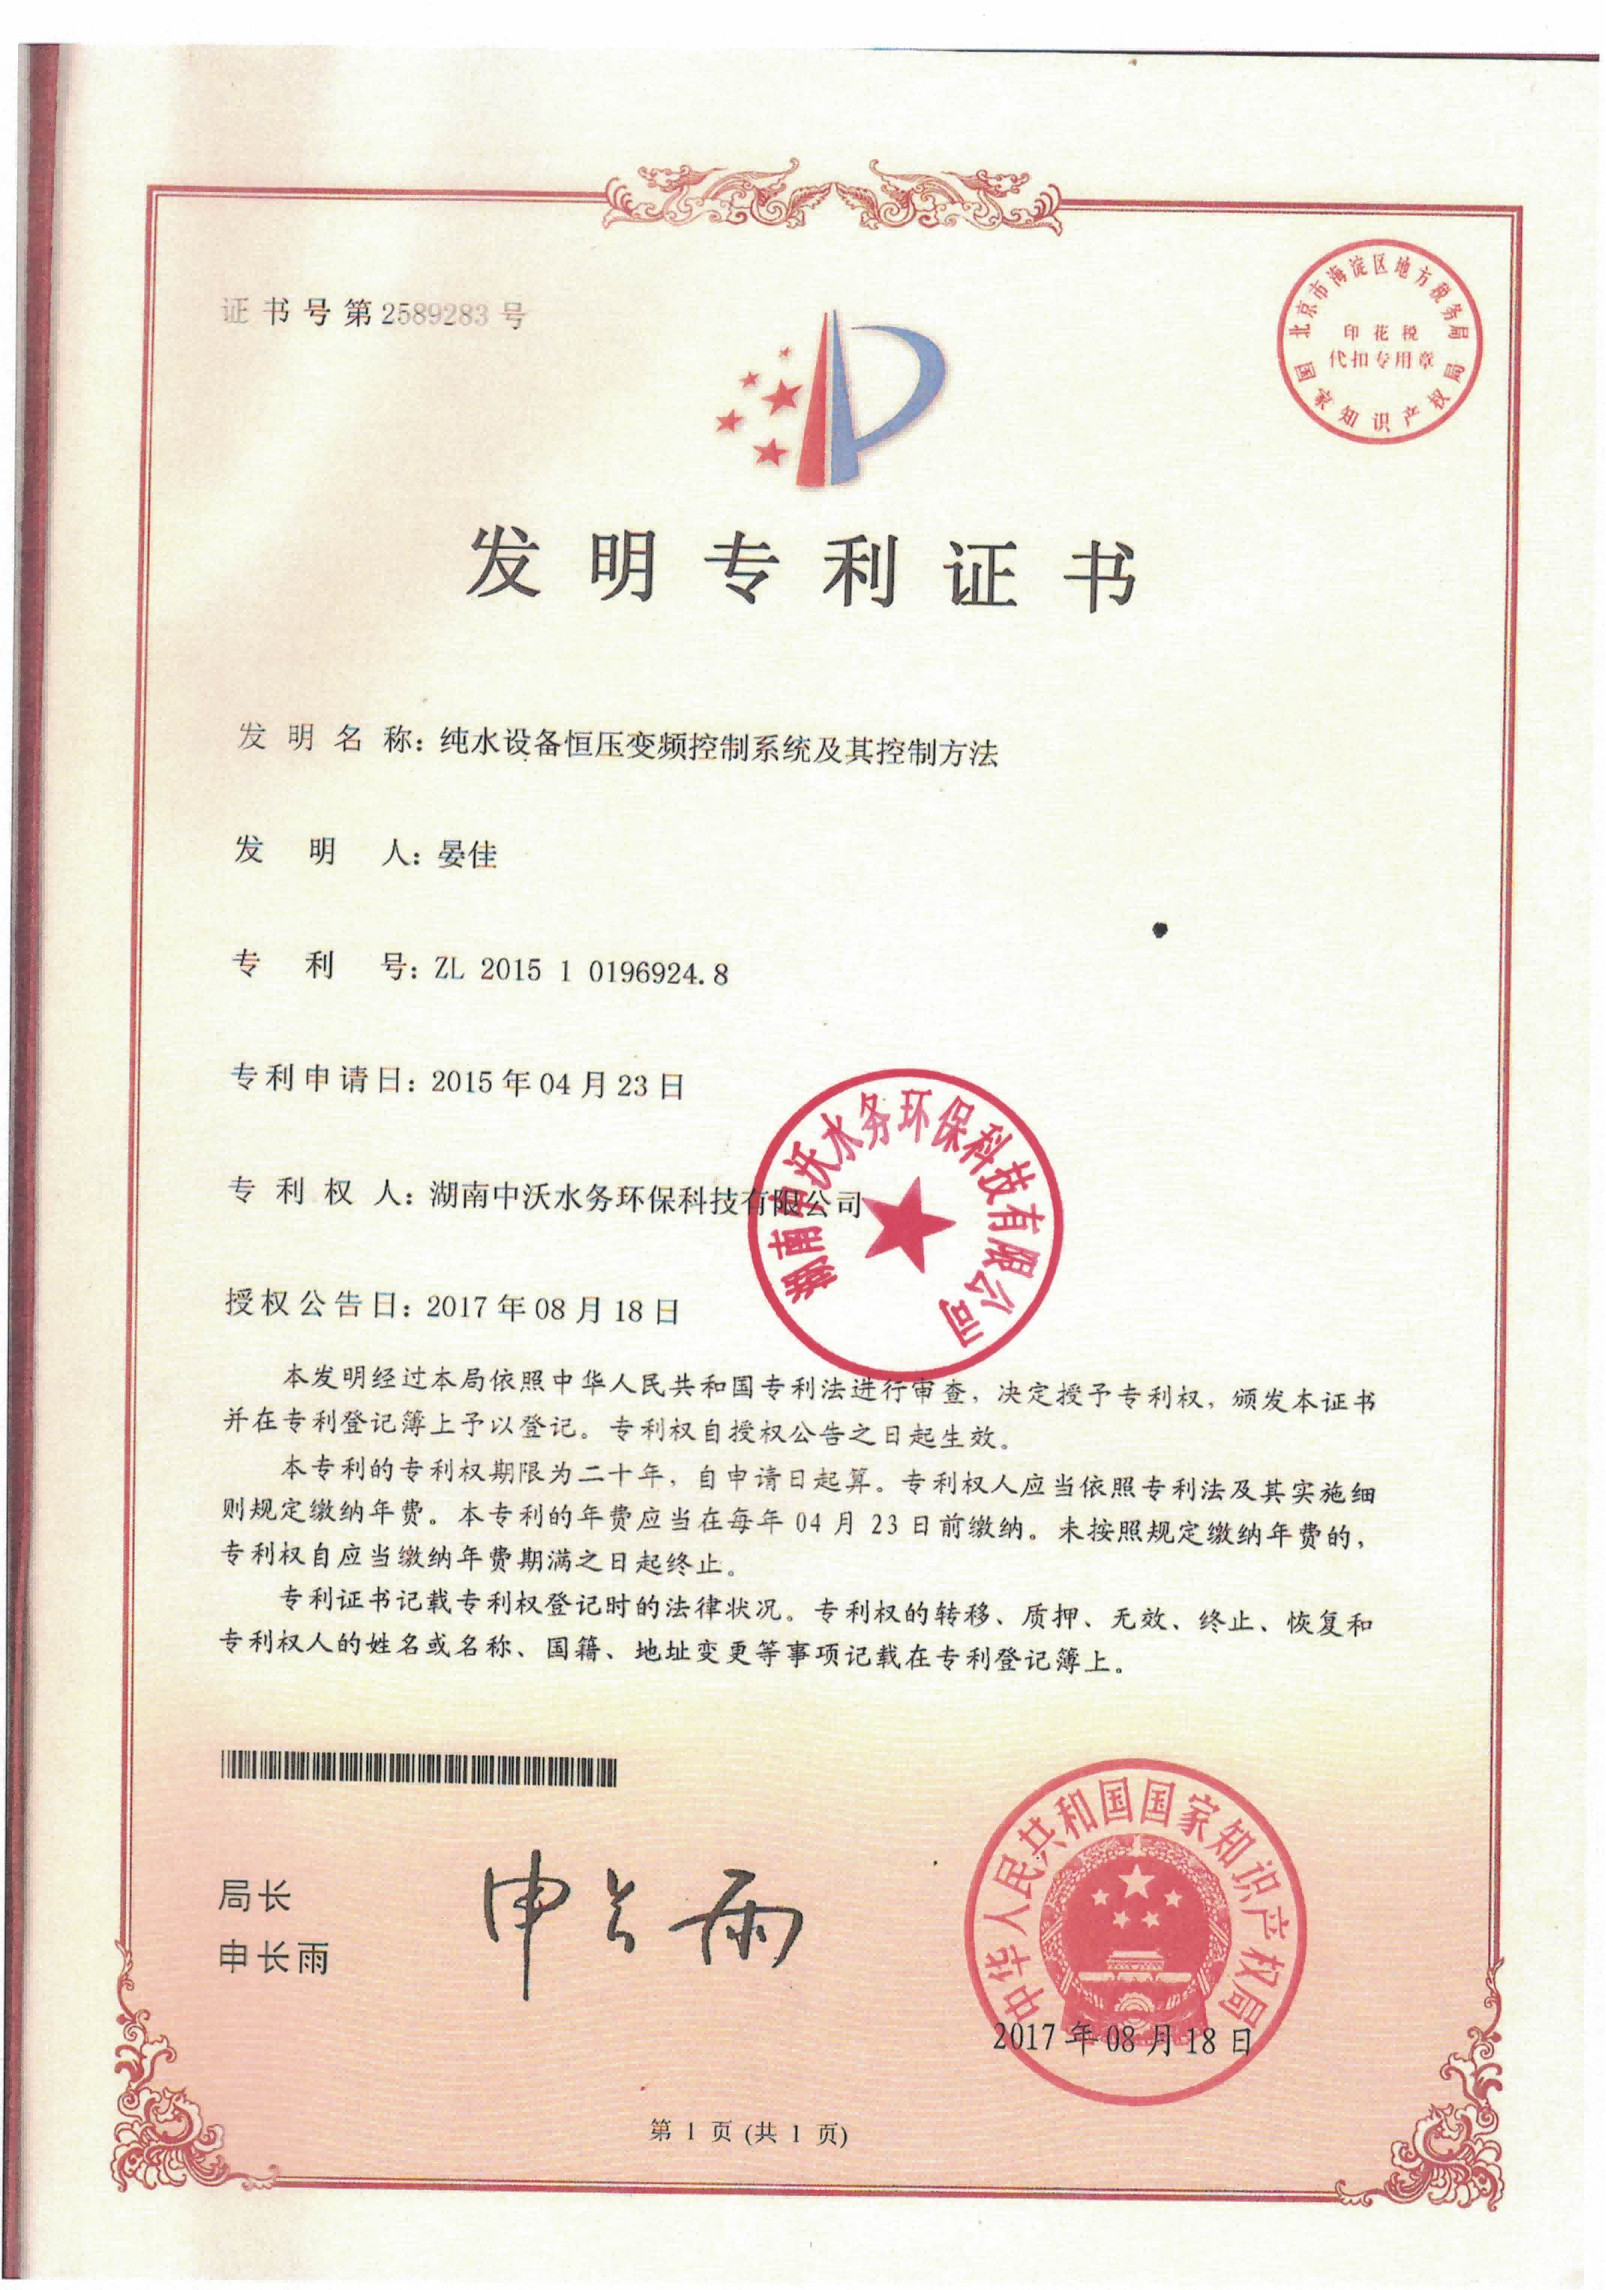 证书号第2589283号
北京市海淀区地方税务局
印花税
代扣专用章
国家知识产权局
发明专利证书
发明名称：纯水设备恒压变频控制系统及其控制方法
发明人：晏佳
专利号：ZL 2015 1 0196924.8
专利申请日：2015年04月23日
专利权人：湖南中沃水务环保科技有限公司
湖南中沃水务环保科技有限公司
授权公告日：2017年08月18日
本发明经过本局依照中华人民共和国专利法进行审查，决定授予专利权，颁发本证书
并在专利登记簿上予以登记。专利权自授权公告之日起生效。
本专利的专利权期限为二十年，自申请日起算。专利权人应当依照专利法及其实施细
则规定缴纳年费。本专利的年费应当在每年04月23日前缴纳。未按照规定缴纳年费的，
专利权自应当缴纳年费期满之日起终止。
专利证书记载专利权登记时的法律状况。专利权的转移、质押、无效、终止、恢复和
专利权人的姓名或名称、国籍、地址变更等事项记载在专利登记簿上。
局长
申长雨
申长雨
中华人民共和国国家知识产权局
2017年08月18日
第1页(共1页)